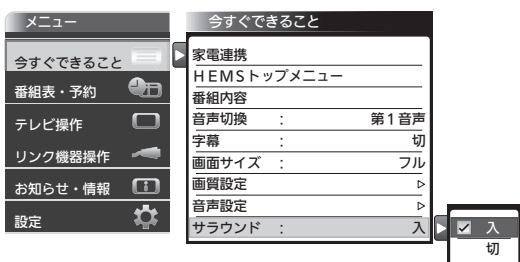 メニュー
今すぐできること
番組表・予約
テレビ操作
リンク機器操作
お知らせ・情報
設定
今すぐできること
家電連携
ＨＥＭＳトップメニュー
番組内容
音声切換 : 第１音声
字幕 : 切
画面サイズ : フル
画質設定
音声設定
サラウンド : 入
入
切